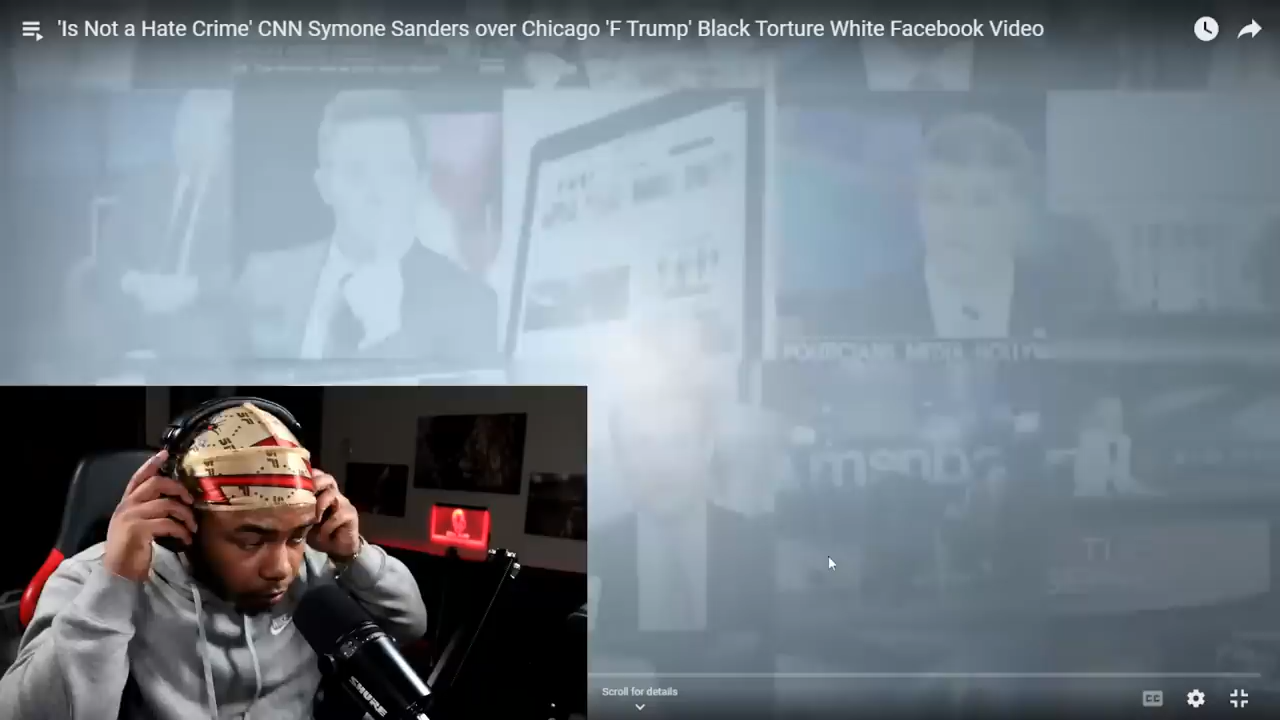 'Is Not a Hate Crime' CNN Symone Sanders over Chicago 'F Trump' Black Torture White Facebook Video
msnbc
Scroll for details
CC
SHURE